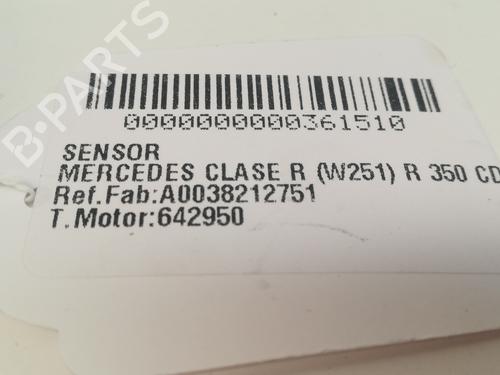 B-PARTS
0000000000361510
SENSOR
MERCEDES CLASE R (W251) R 350 CD
Ref.Fab:A0038212751
T.Motor:642950